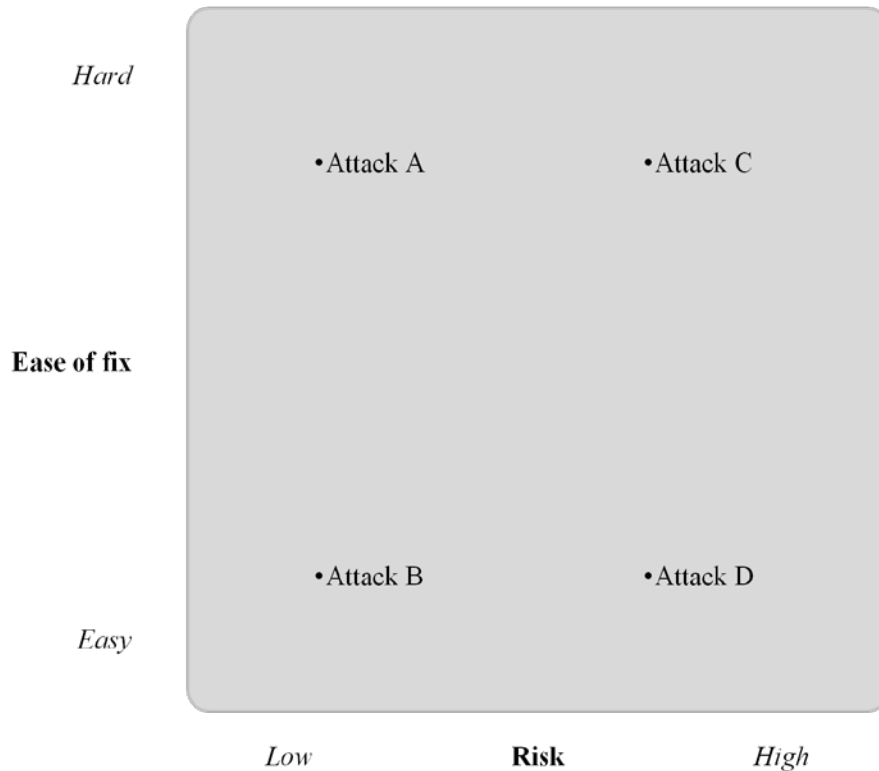 Hard
•Attack A •Attack C
Ease of fix
•Attack B •Attack D
Easy
Low Risk High